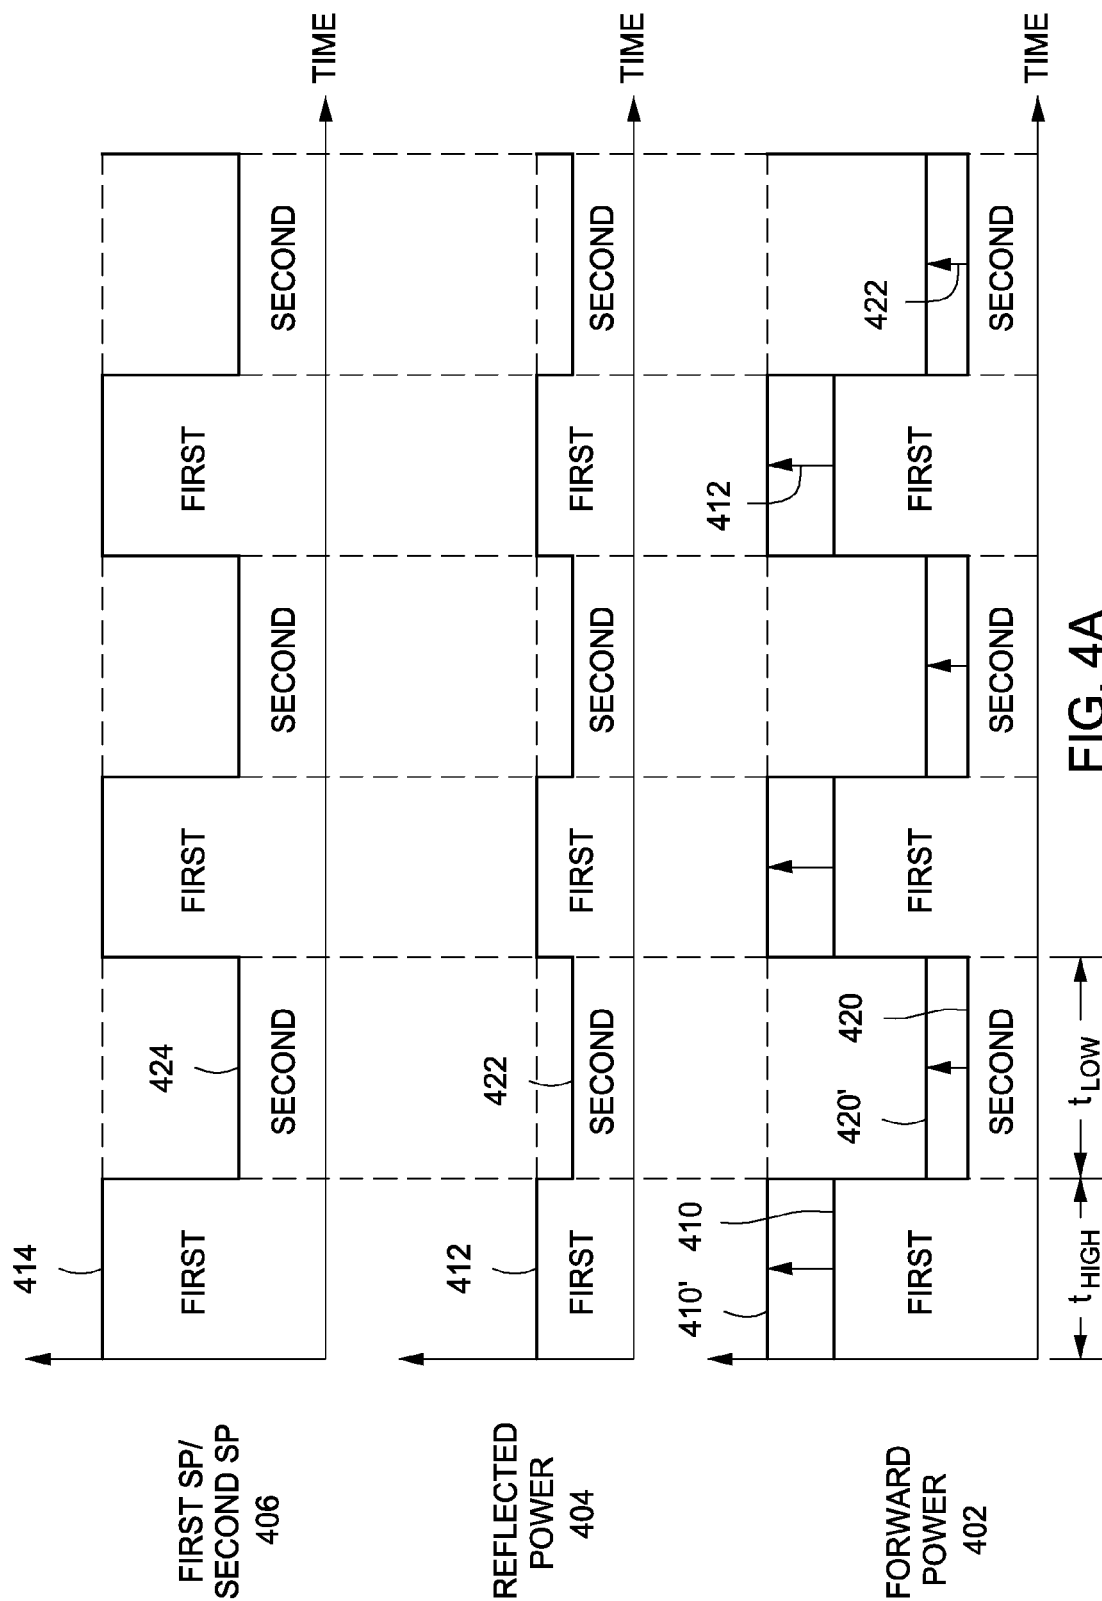 FIRST SP/
SECOND SP
406
414
FIRST
424
SECOND
FIRST
SECOND
FIRST
SECOND
TIME
REFLECTED
POWER
404
412
FIRST
422
SECOND
FIRST
SECOND
FIRST
SECOND
TIME
FORWARD
POWER
402
410'
410
FIRST
420'
420
SECOND
FIRST
SECOND
412
FIRST
422
SECOND
TIME
tHIGH
tLOW
FIG. 4A